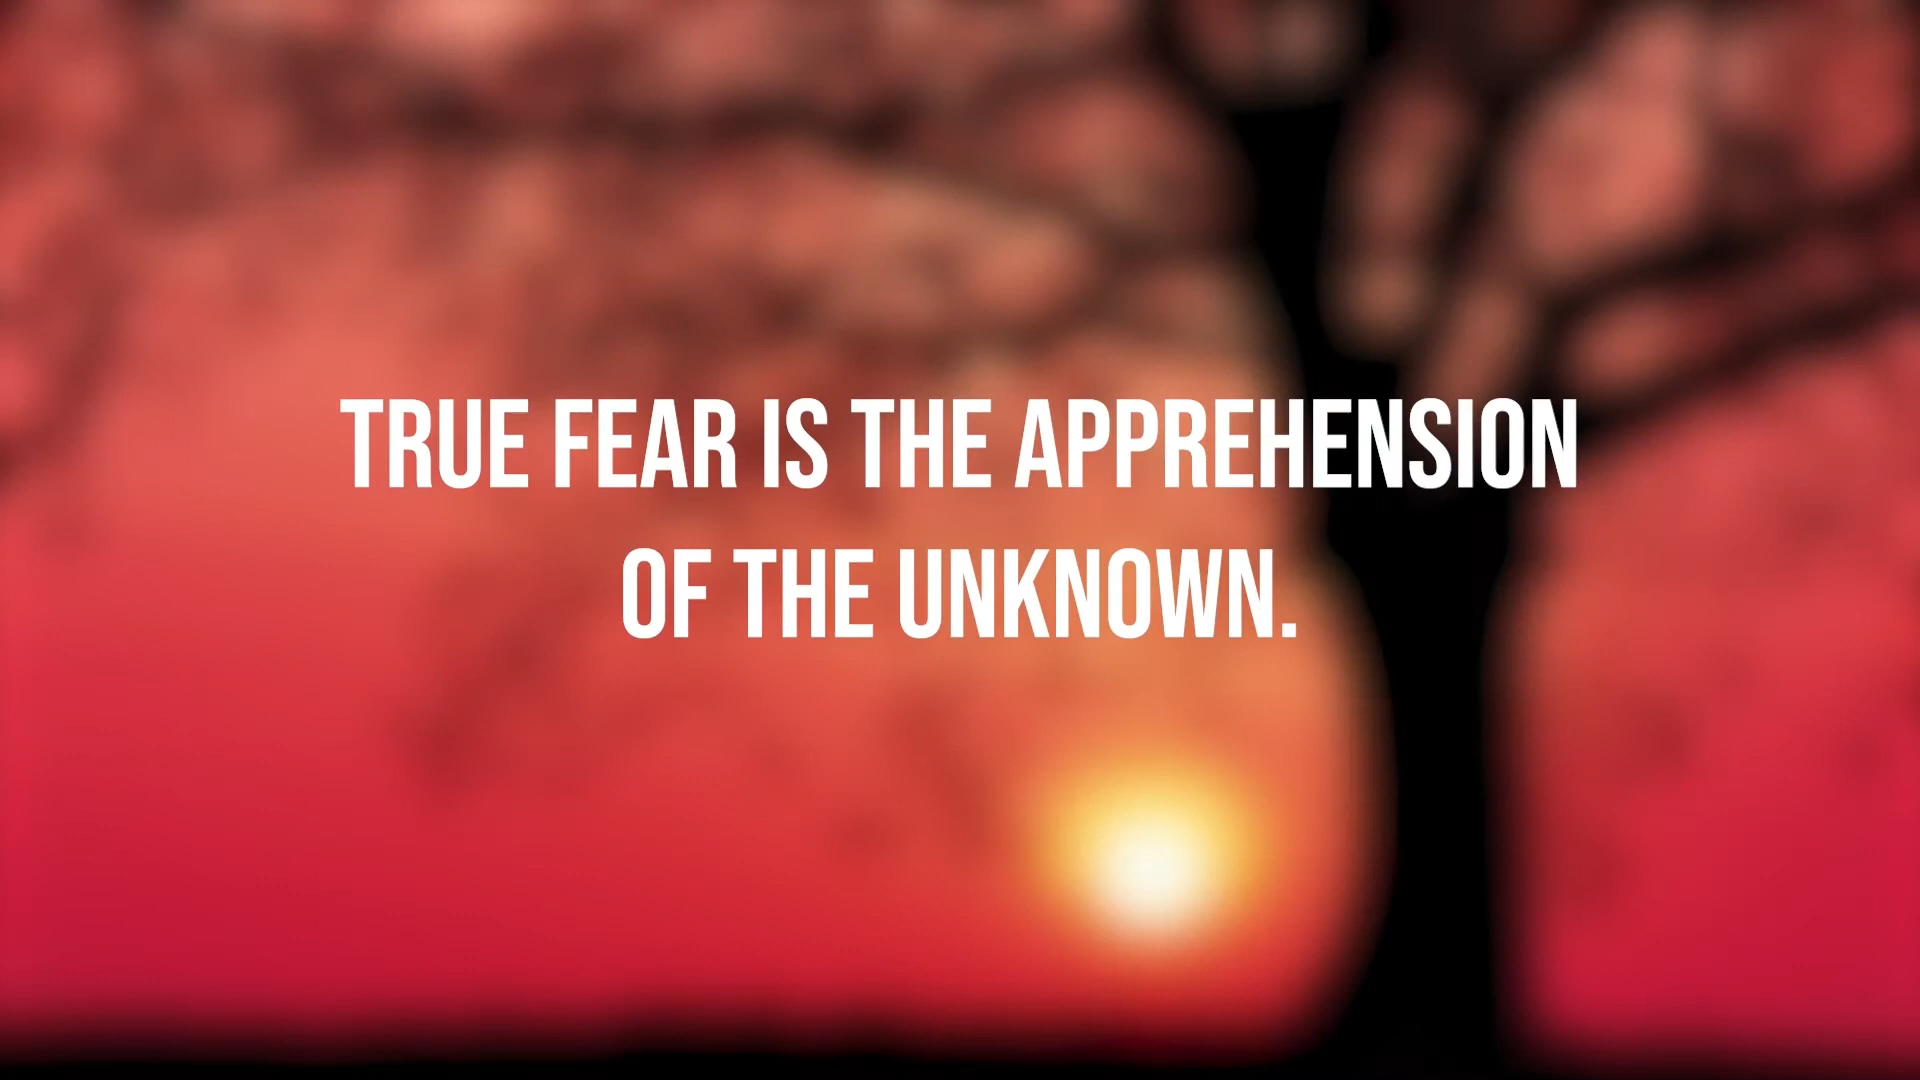 TRUE FEAR IS THE APPREHENSION
OF THE UNKNOWN.